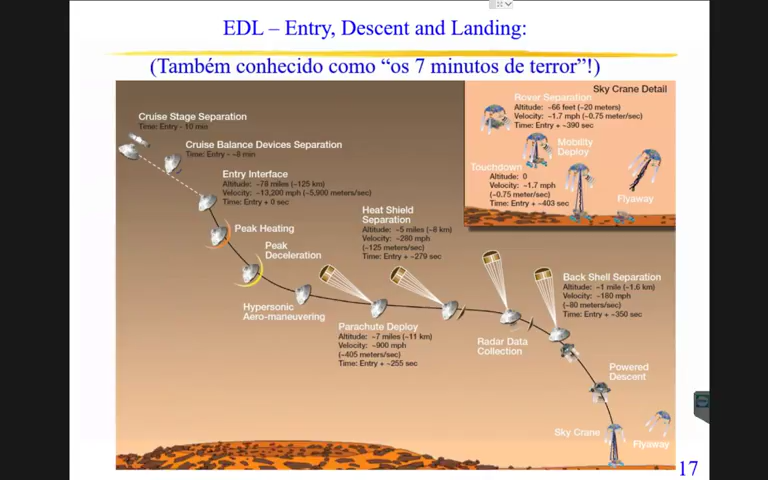 EDL – Entry, Descent and Landing:
(Também conhecido como “os 7 minutos de terror”!)
Cruise Stage Separation
Time: Entry - 10 min
Cruise Balance Devices Separation
Time: Entry - ~8 min
Entry Interface
Altitude: ~78 miles (~125 km)
Velocity: ~13,200 mph (~5,900 meters/sec)
Time: Entry + 0 sec
Peak Heating
Peak
Deceleration
Hypersonic
Aero-maneuvering
Parachute Deploy
Altitude: ~7 miles (~11 km)
Velocity: ~900 mph
(~405 meters/sec)
Time: Entry + ~255 sec
Heat Shield
Separation
Altitude: ~5 miles (~8 km)
Velocity: ~280 mph
(~125 meters/sec)
Time: Entry + ~279 sec
Radar Data
Collection
Back Shell Separation
Altitude: ~1 mile (~1.6 km)
Velocity: ~180 mph
(~80 meters/sec)
Time: Entry + ~350 sec
Powered
Descent
Sky Crane
Flyaway
Sky Crane Detail
Rover Separation
Altitude: ~66 feet (~20 meters)
Velocity: ~1.7 mph (~0.75 meter/sec)
Time: Entry + ~390 sec
Mobility
Deploy
Touchdown
Altitude: 0
Velocity: ~1.7 mph
(~0.75 meter/sec)
Time: Entry + ~403 sec
Flyaway
17